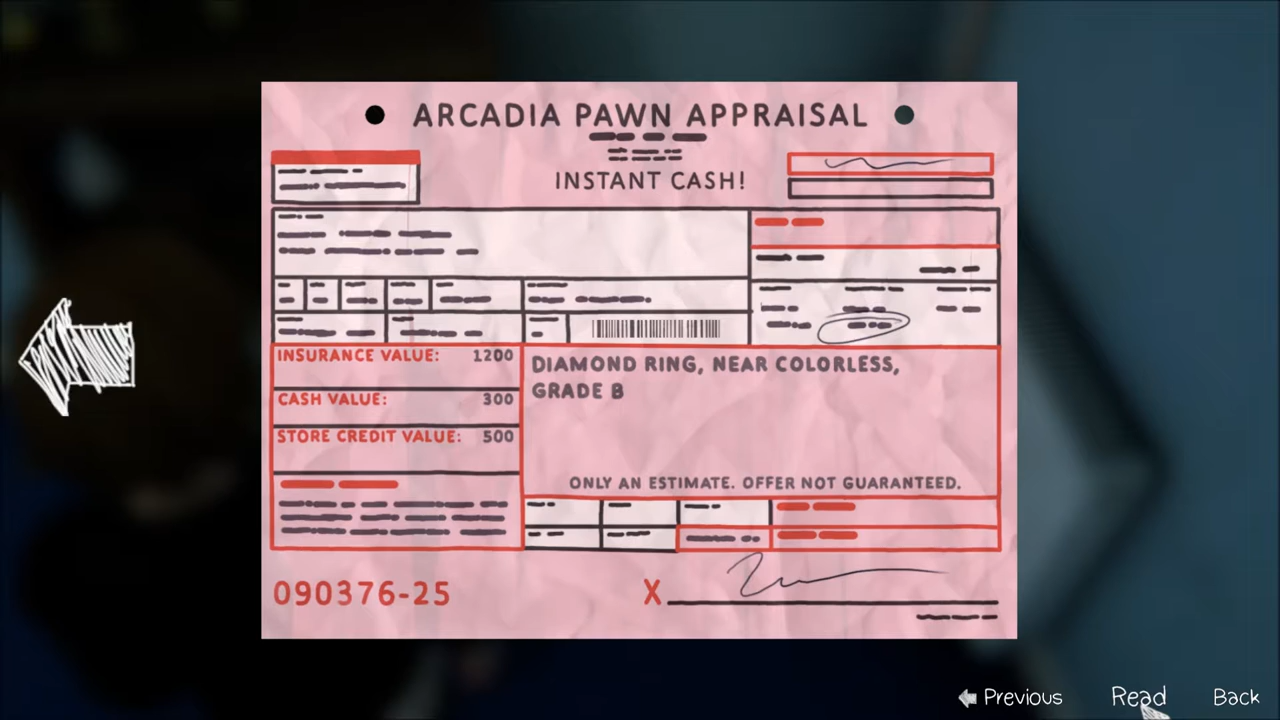 ARCADIA PAWN APPRAISAL
INSTANT CASH!
INSURANCE VALUE: 1200
CASH VALUE: 300
STORE CREDIT VALUE: 500
DIAMOND RING, NEAR COLORLESS,
GRADE B
ONLY AN ESTIMATE. OFFER NOT GUARANTEED.
090376-25
X
Previous
Read
Back